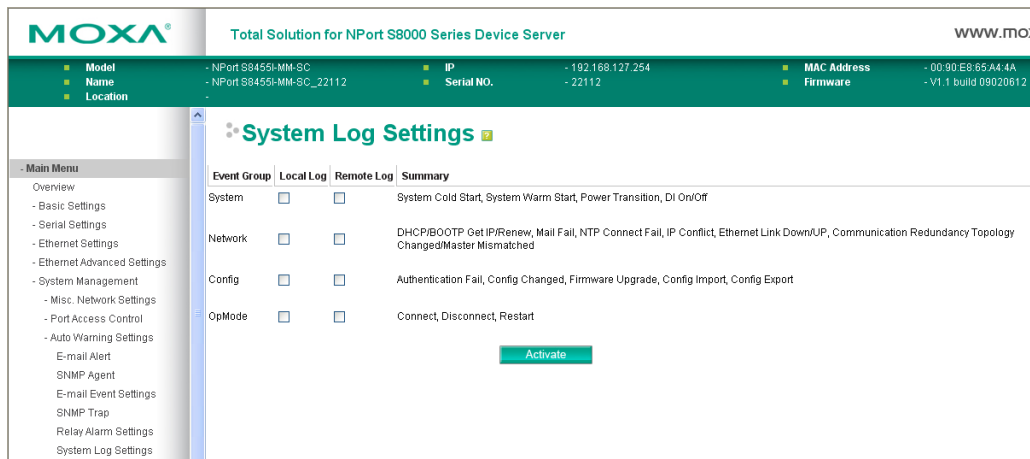 MOXA®
Total Solution for NPort S8000 Series Device Server
www.mox
Model - NPort S8455I-MM-SC
IP - 192.168.127.254
MAC Address - 00:90:E8:65:A4:4A
Name - NPort S8455I-MM-SC_22112
Serial NO. - 22112
Firmware - V1.1 build 09020612
Location -
System Log Settings
- Main Menu
Overview
- Basic Settings
- Serial Settings
- Ethernet Settings
- Ethernet Advanced Settings
- System Management
- Misc. Network Settings
- Port Access Control
- Auto Warning Settings
E-mail Alert
SNMP Agent
E-mail Event Settings
SNMP Trap
Relay Alarm Settings
System Log Settings
Event Group Local Log Remote Log Summary
System System Cold Start, System Warm Start, Power Transition, DI On/Off
Network DHCP/BOOTP Get IP/Renew, Mail Fail, NTP Connect Fail, IP Conflict, Ethernet Link Down/UP, Communication Redundancy Topology
Changed/Master Mismatched
Config Authentication Fail, Config Changed, Firmware Upgrade, Config Import, Config Export
OpMode Connect, Disconnect, Restart
Activate